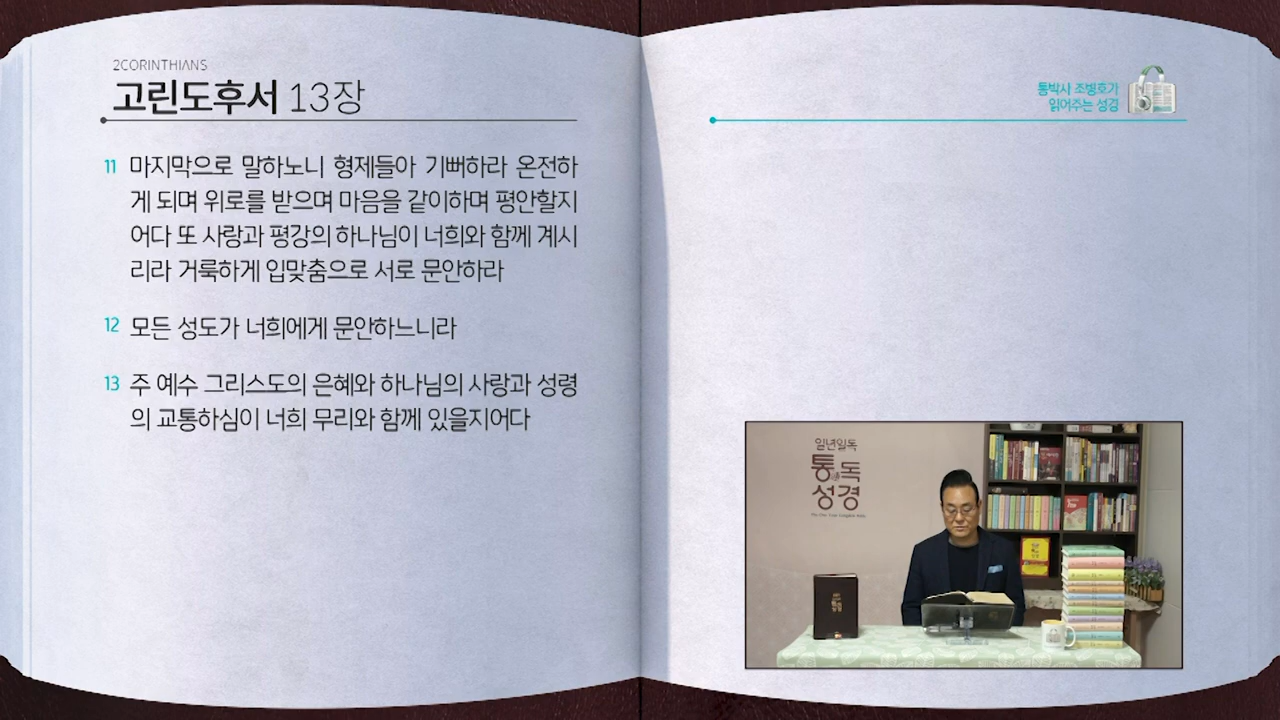 2CORINTHIANS
고린도후서 13장
통박사 조병호가
읽어주는 성경
11 마지막으로 말하노니 형제들아 기뻐하라 온전하
게 되며 위로를 받으며 마음을 같이하며 평안할지
어다 또 사랑과 평강의 하나님이 너희와 함께 계시
리라 거룩하게 입맞춤으로 서로 문안하라
12 모든 성도가 너희에게 문안하느니라
13 주 예수 그리스도의 은혜와 하나님의 사랑과 성령
의 교통하심이 너희 무리와 함께 있을지어다
일년일독
통독
성경